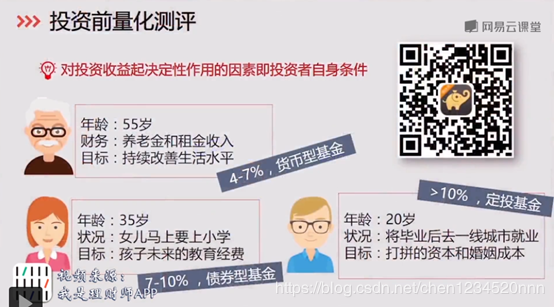 投资前量化测评
网易云课堂
对投资收益起决定性作用的因素即投资者自身条件
年龄：55岁
财务：养老金和租金收入
目标：持续改善生活水平
4-7%，货币型基金
年龄：35岁
状况：女儿马上要上小学
目标：孩子未来的教育经费
7-10%，债券型基金
>10%，定投基金
年龄：20岁
状况：将毕业后去一线城市就业
目标：打拼的资本和婚姻成本
视频来源：
我是理财师APP
https://blog.csdn.net/chen1234520nnn